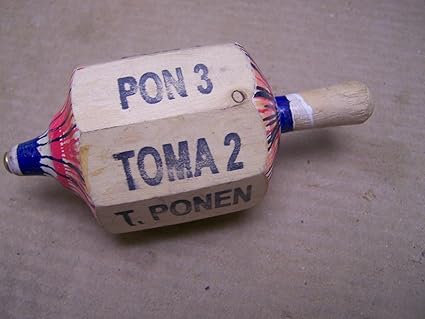 PON 3
TOMA 2
T. PONEN